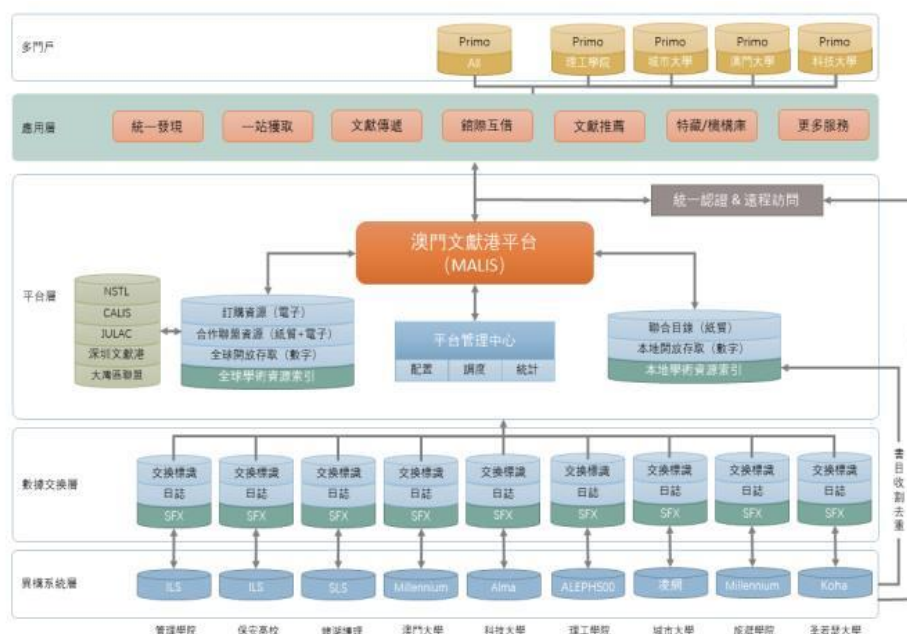 多門戶
Primo
All
Primo
理工學院
Primo
城市大學
Primo
澳門大學
Primo
科技大學
應用層
統一發現
一站獲取
文獻傳遞
館際互借
文獻推薦
特藏/機構庫
更多服務
統一認證 & 遠程訪問
澳門文獻港平台
(MALIS)
平台層
NSTL
CALIS
JULAC
深圳文獻港
大灣區聯盟
訂購資源（電子）
合作聯盟資源（紙質+電子）
全球開放存取（數字）
全球學術資源索引
平台管理中心
配置
調度
統計
聯合目錄（紙質）
本地開放存取（數字）
本地學術資源索引
書目收割去重
數據交換層
交換標識
日誌
SFX
交換標識
日誌
SFX
交換標識
日誌
SFX
交換標識
日誌
SFX
交換標識
日誌
SFX
交換標識
日誌
SFX
交換標識
日誌
SFX
交換標識
日誌
SFX
交換標識
日誌
SFX
異構系統層
ILS
ILS
SLS
Millennium
Alma
ALEPH500
凌網
Millennium
Koha
管理學院
保安高校
鏡湖護理
澳門大學
科技大學
理工學院
城市大學
旅遊學院
圣若瑟大學